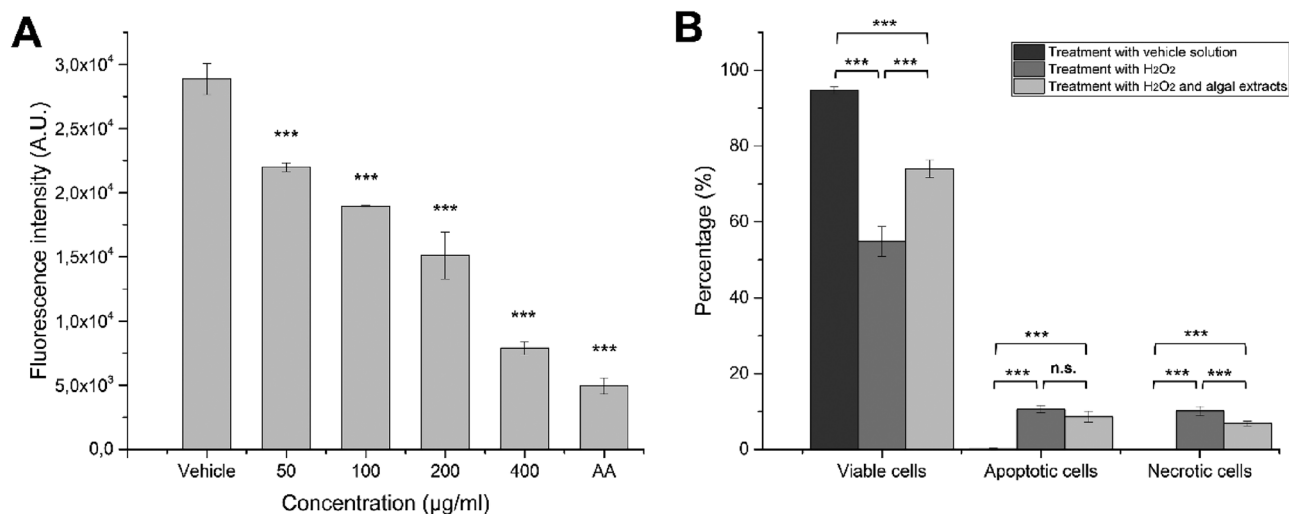 A
Fluorescence intensity (A.U.)
3,0x10⁴
2,5x10⁴
2,0x10⁴
1,5x10⁴
1,0x10⁴
5,0x10³
0,0
***
***
***
***
***
Vehicle 50 100 200 400 AA
Concentration (µg/ml)
B
Percentage (%)
100
80
60
40
20
0
Treatment with vehicle solution
Treatment with H₂O₂
Treatment with H₂O₂ and algal extracts
***
*** ***
***
*** n.s.
***
*** ***
Viable cells Apoptotic cells Necrotic cells